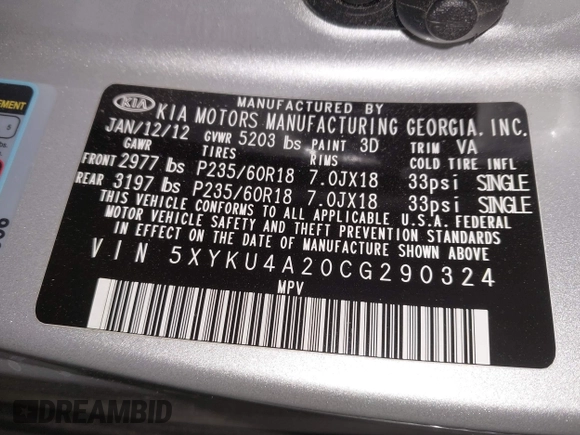 EMENT
KIA
MANUFACTURED BY
KIA MOTORS MANUFACTURING GEORGIA, INC.
JAN/12/12 GVWR 5203 lbs PAINT 3D TRIM VA
GAWR TIRES RIMS COLD TIRE INFL
FRONT 2977 lbs P235/60R18 7.0JX18 33psi SINGLE
REAR 3197 lbs P235/60R18 7.0JX18 33psi SINGLE
THIS VEHICLE CONFORMS TO ALL APPLICABLE U.S.A. FEDERAL
MOTOR VEHICLE SAFETY AND THEFT PREVENTION STANDARDS
IN EFFECT ON THE DATE OF MANUFACTURE SHOWN ABOVE
VIN 5XYKU4A20CG290324
MPV
DREAMBID